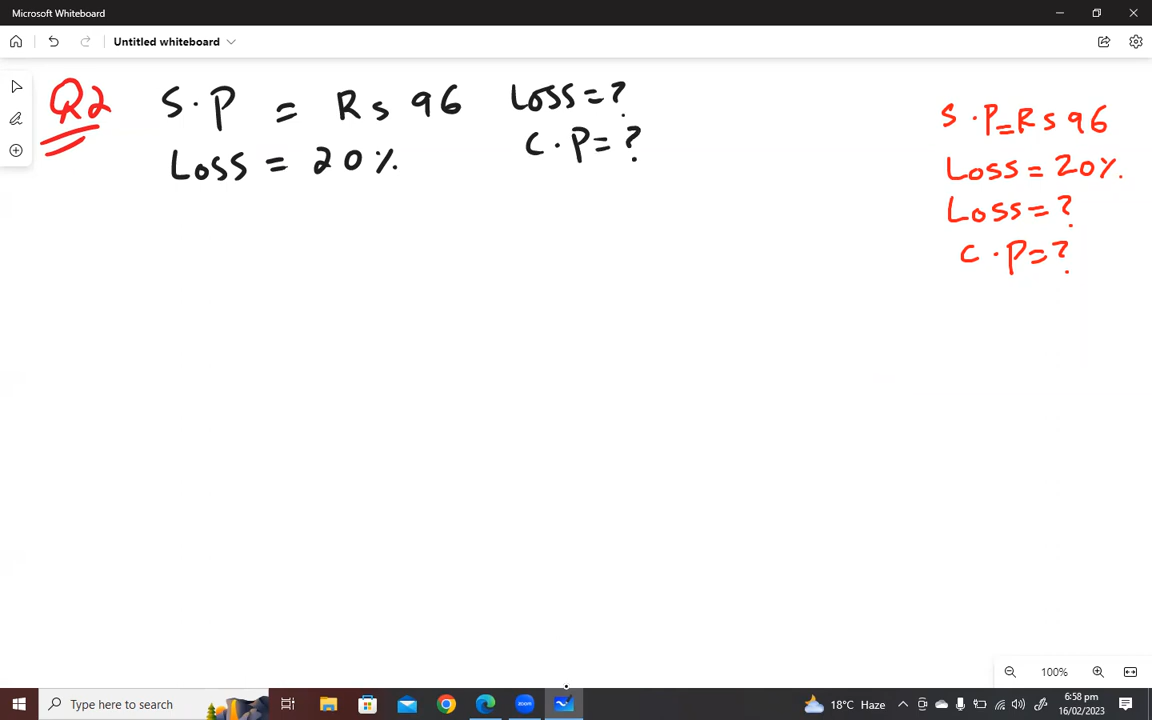 Microsoft Whiteboard
Untitled whiteboard
Q2 S.P = Rs 96 Loss = ?
C.P = ?
Loss = 20%
S.P = Rs 96
Loss = 20%.
Loss = ?
C.P = ?
100%
Type here to search
zoom
18°C Haze
6:58 pm
16/02/2023